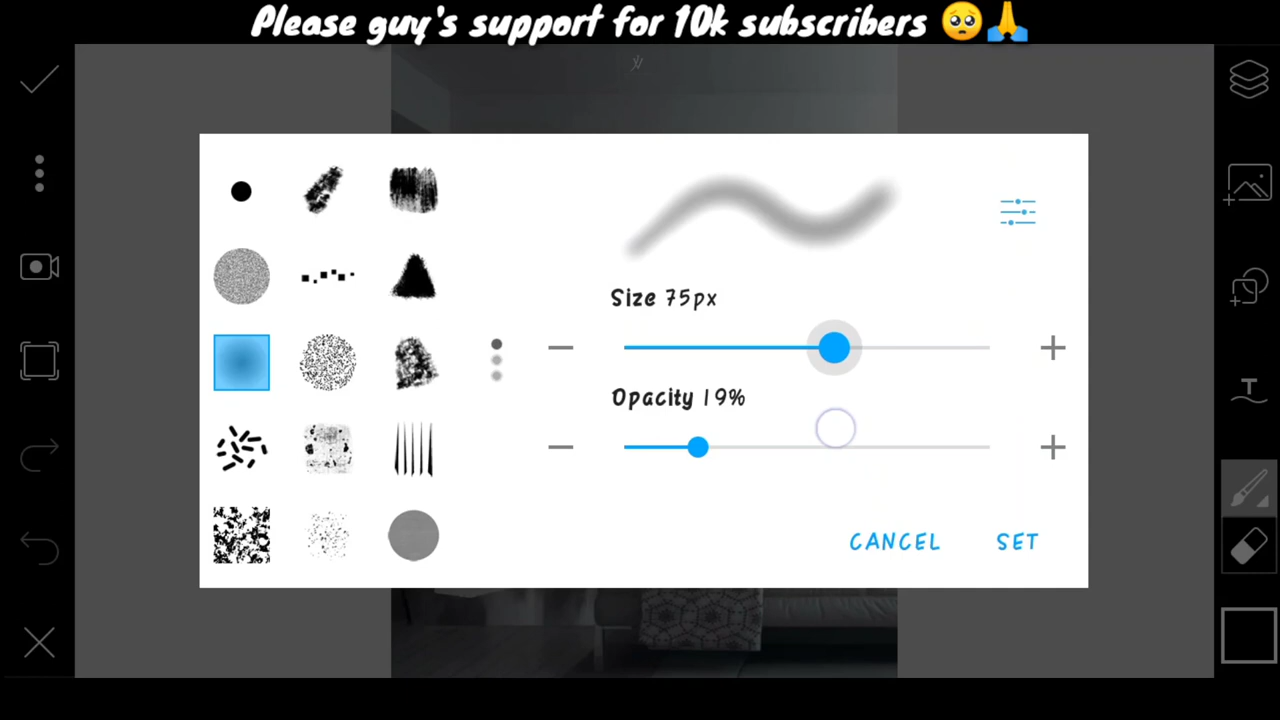 Please guy's support for 10k subscribers 🥺🙏
Size 75px
Opacity 19%
CANCEL SET
T